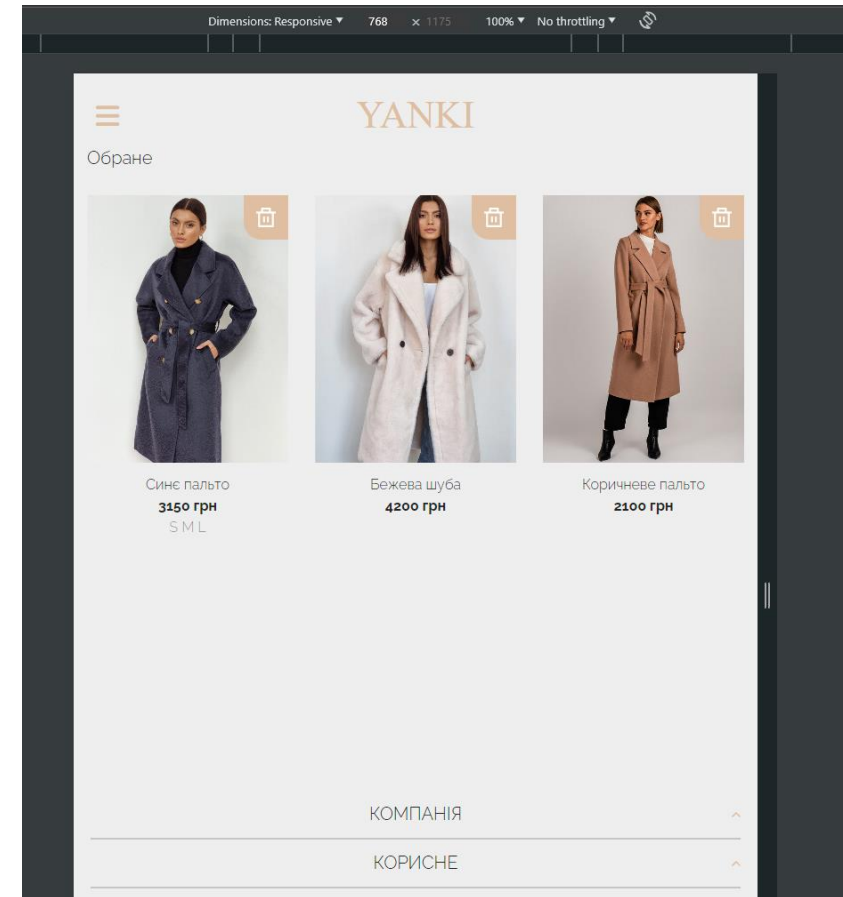 Dimensions: Responsive 768 × 1175 100% No throttling
YANKI
Обране
Синє пальто
3150 грн
S M L
Бежева шуба
4200 грн
Коричневе пальто
2100 грн
КОМПАНІЯ
КОРИСНЕ